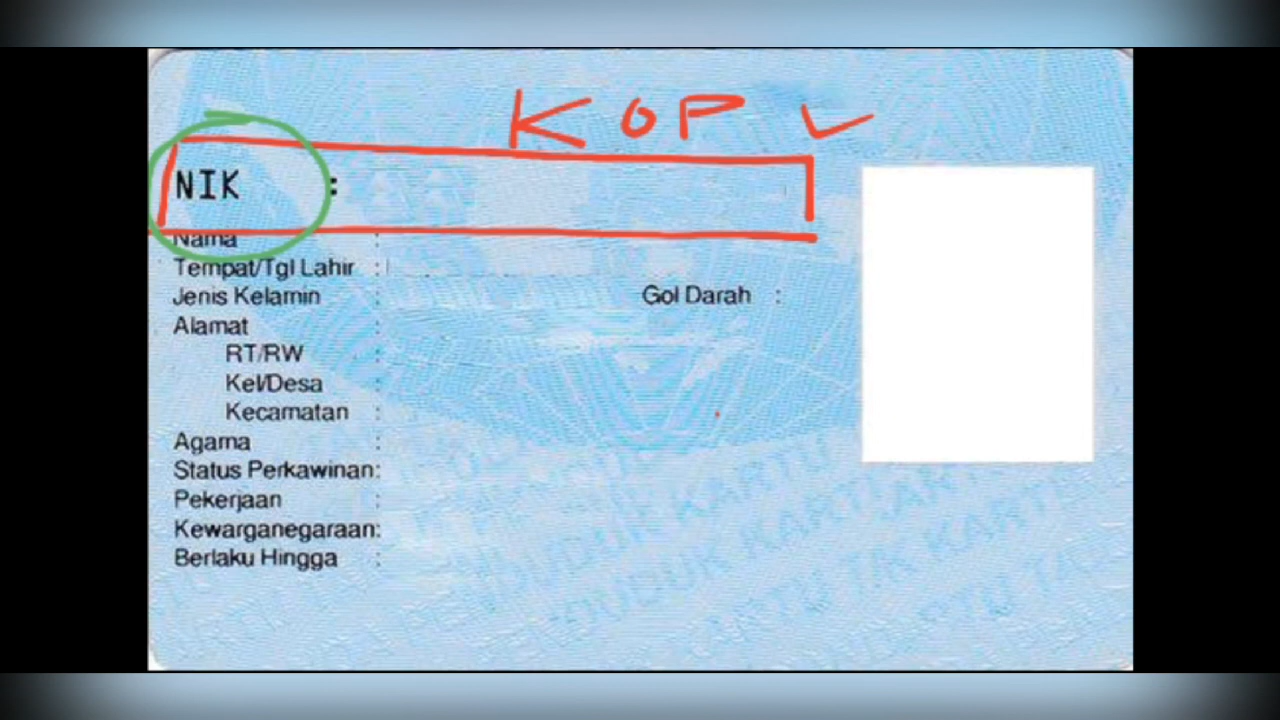 KOP
NIK :
Nama :
Tempat/Tgl Lahir :
Jenis Kelamin : Gol Darah :
Alamat :
RT/RW :
Kel/Desa :
Kecamatan :
Agama :
Status Perkawinan:
Pekerjaan :
Kewarganegaraan:
Berlaku Hingga :